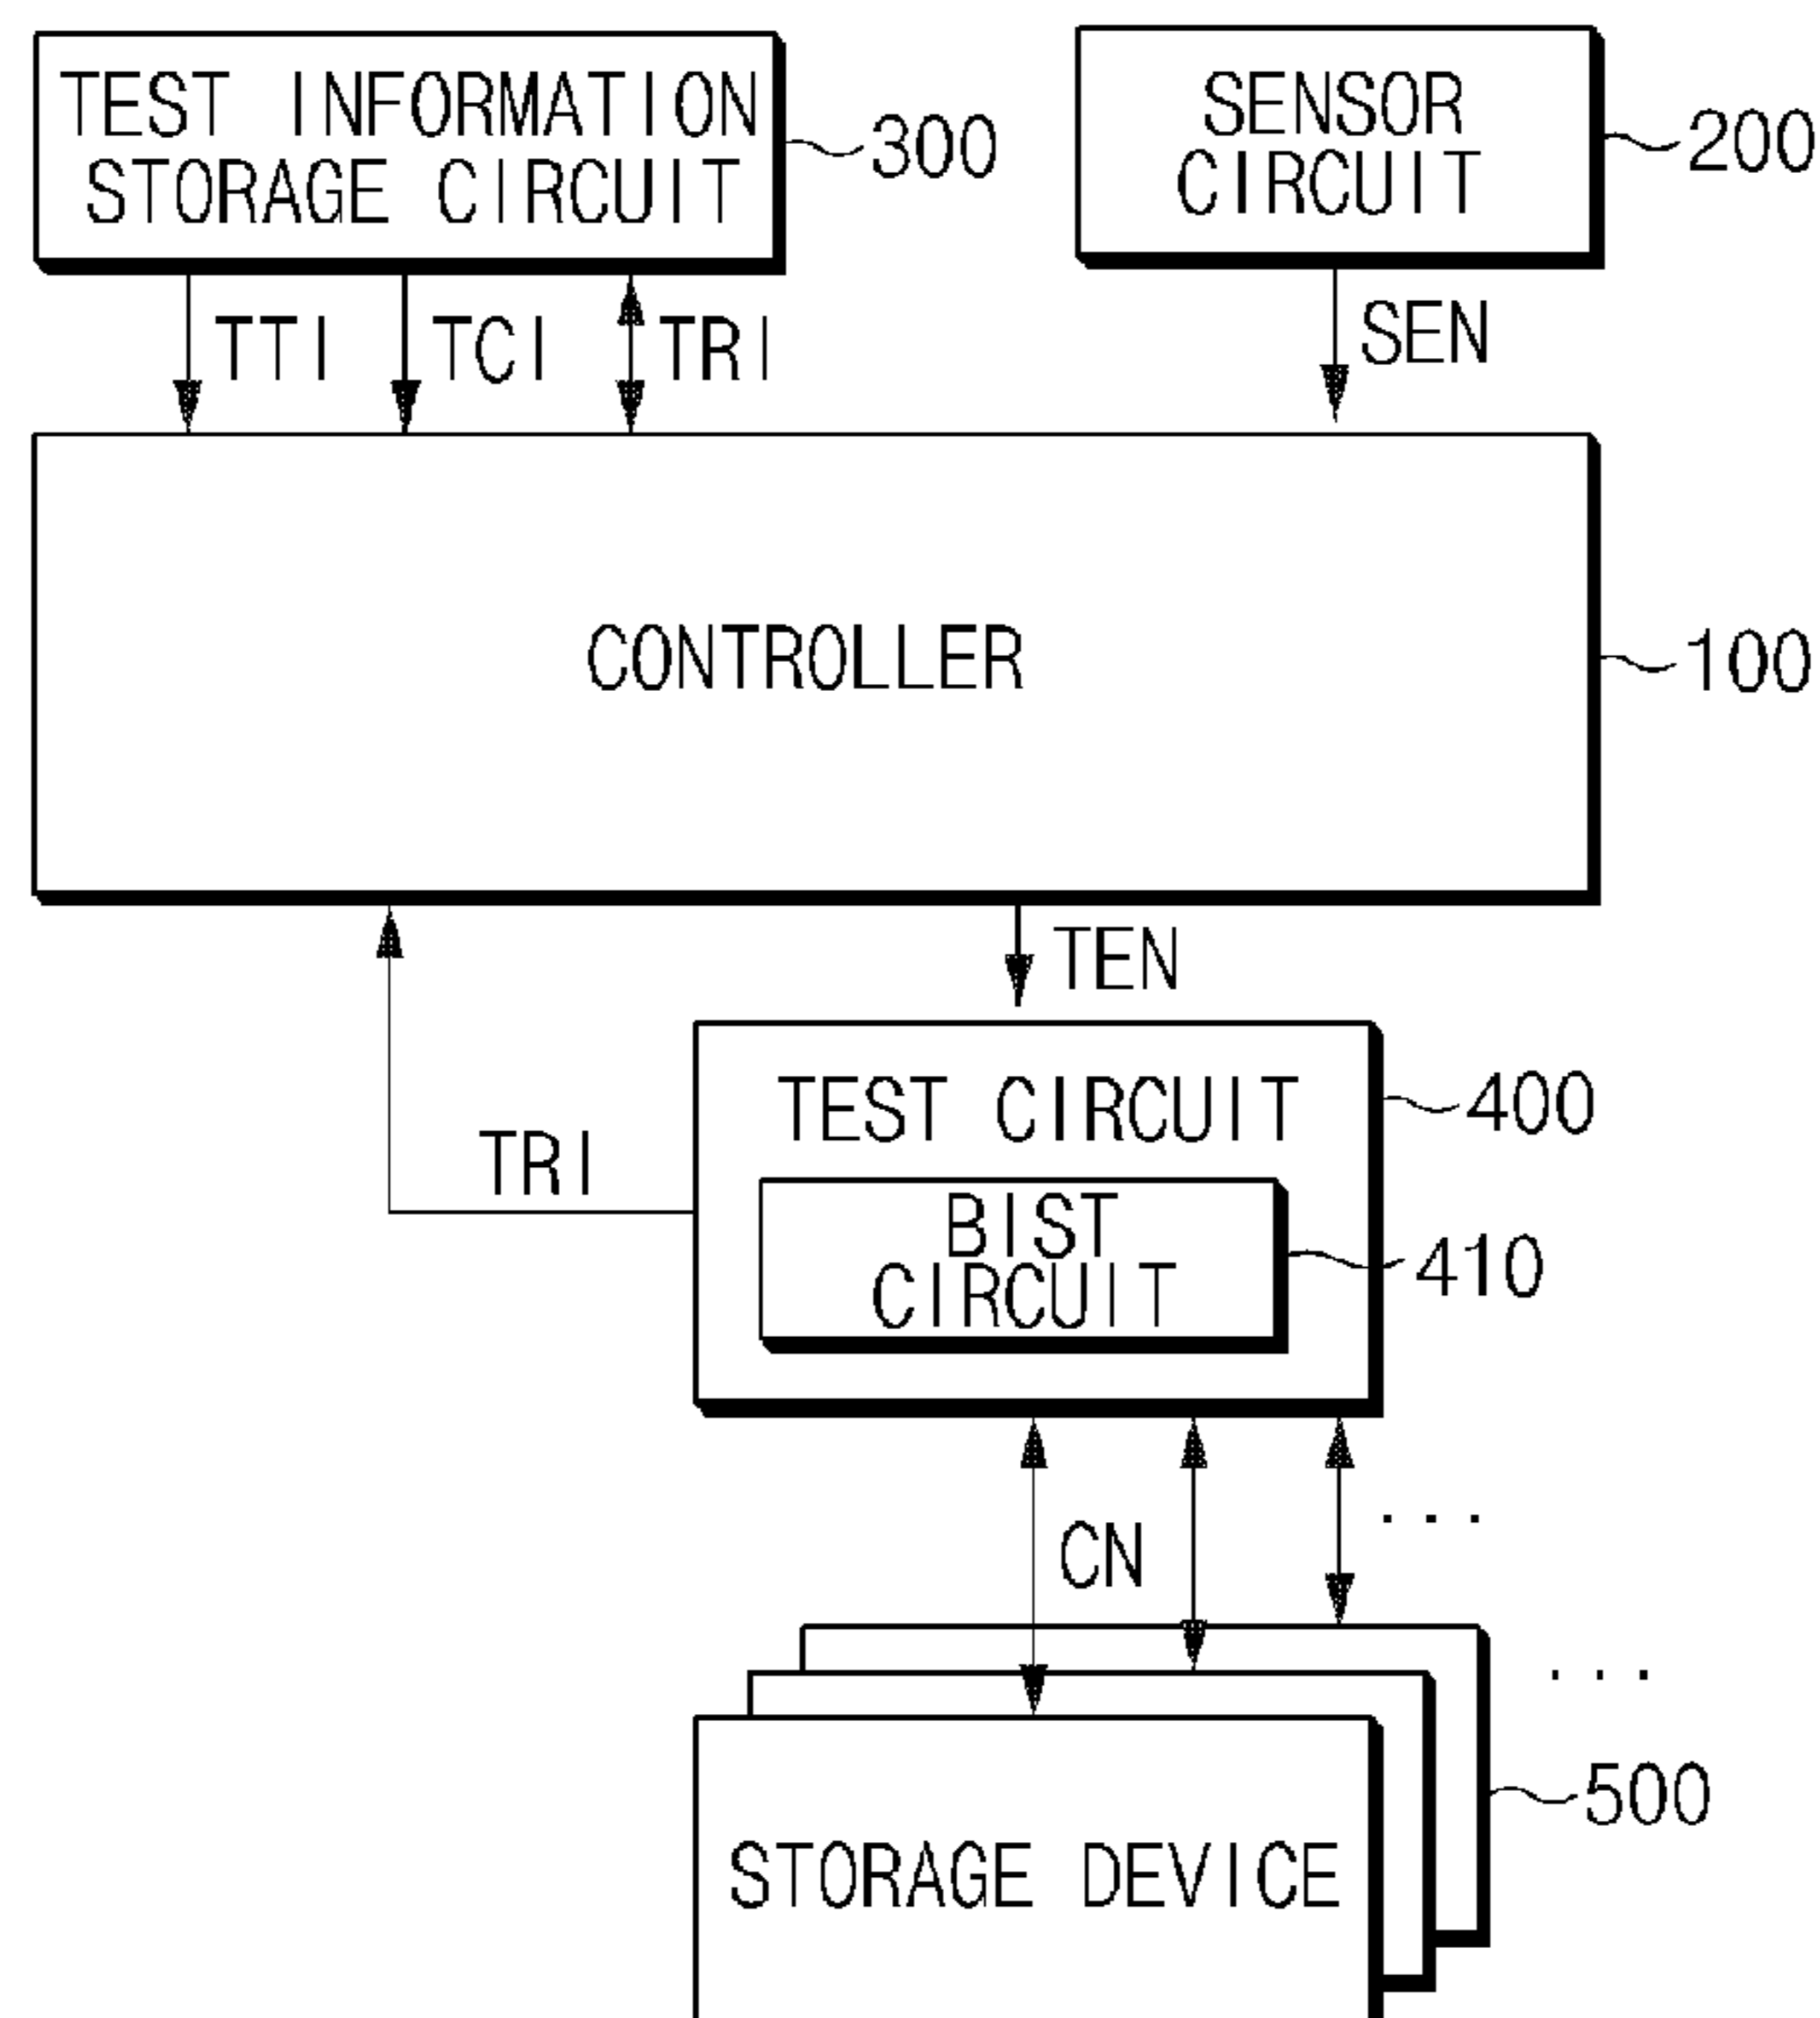 TEST INFORMATION
STORAGE CIRCUIT
300
SENSOR
CIRCUIT
200
TTI
TCI
TRI
SEN
CONTROLLER
100
TEN
TEST CIRCUIT
400
TRI
BIST
CIRCUIT
410
CN
...
...
500
STORAGE DEVICE